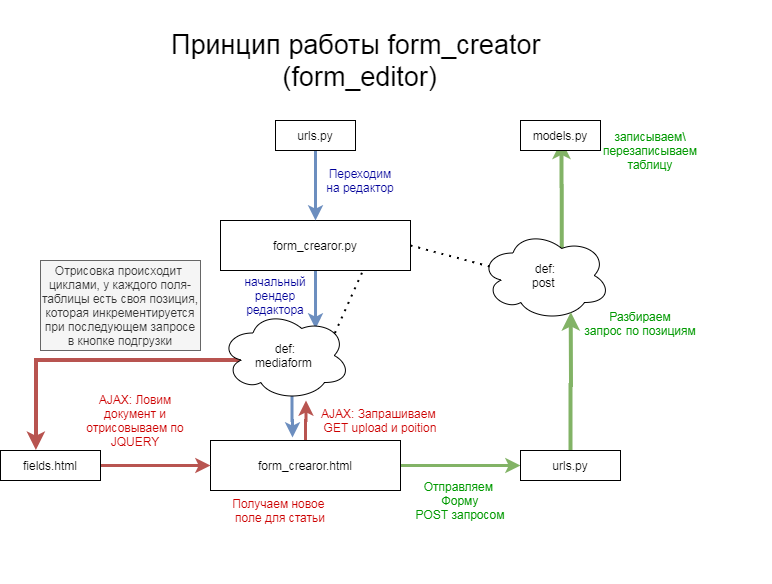 Принцип работы form_creator
(form_editor)
urls.py
models.py
записываем\
перезаписываем
таблицу
Переходим
на редактор
form_crearor.py
def:
post
Отрисовка происходит
циклами, у каждого поля-
таблицы есть своя позиция,
которая инкрементируется
при последующем запросе
в кнопке подгрузки
начальный
рендер
редактора
Разбираем
запрос по позициям
def:
mediaform
AJAX: Ловим
документ и
отрисовываем по
JQUERY
AJAX: Запрашиваем
GET upload и poition
fields.html
form_crearor.html
urls.py
Получаем новое
поле для статьи
Отправляем
Форму
POST запросом